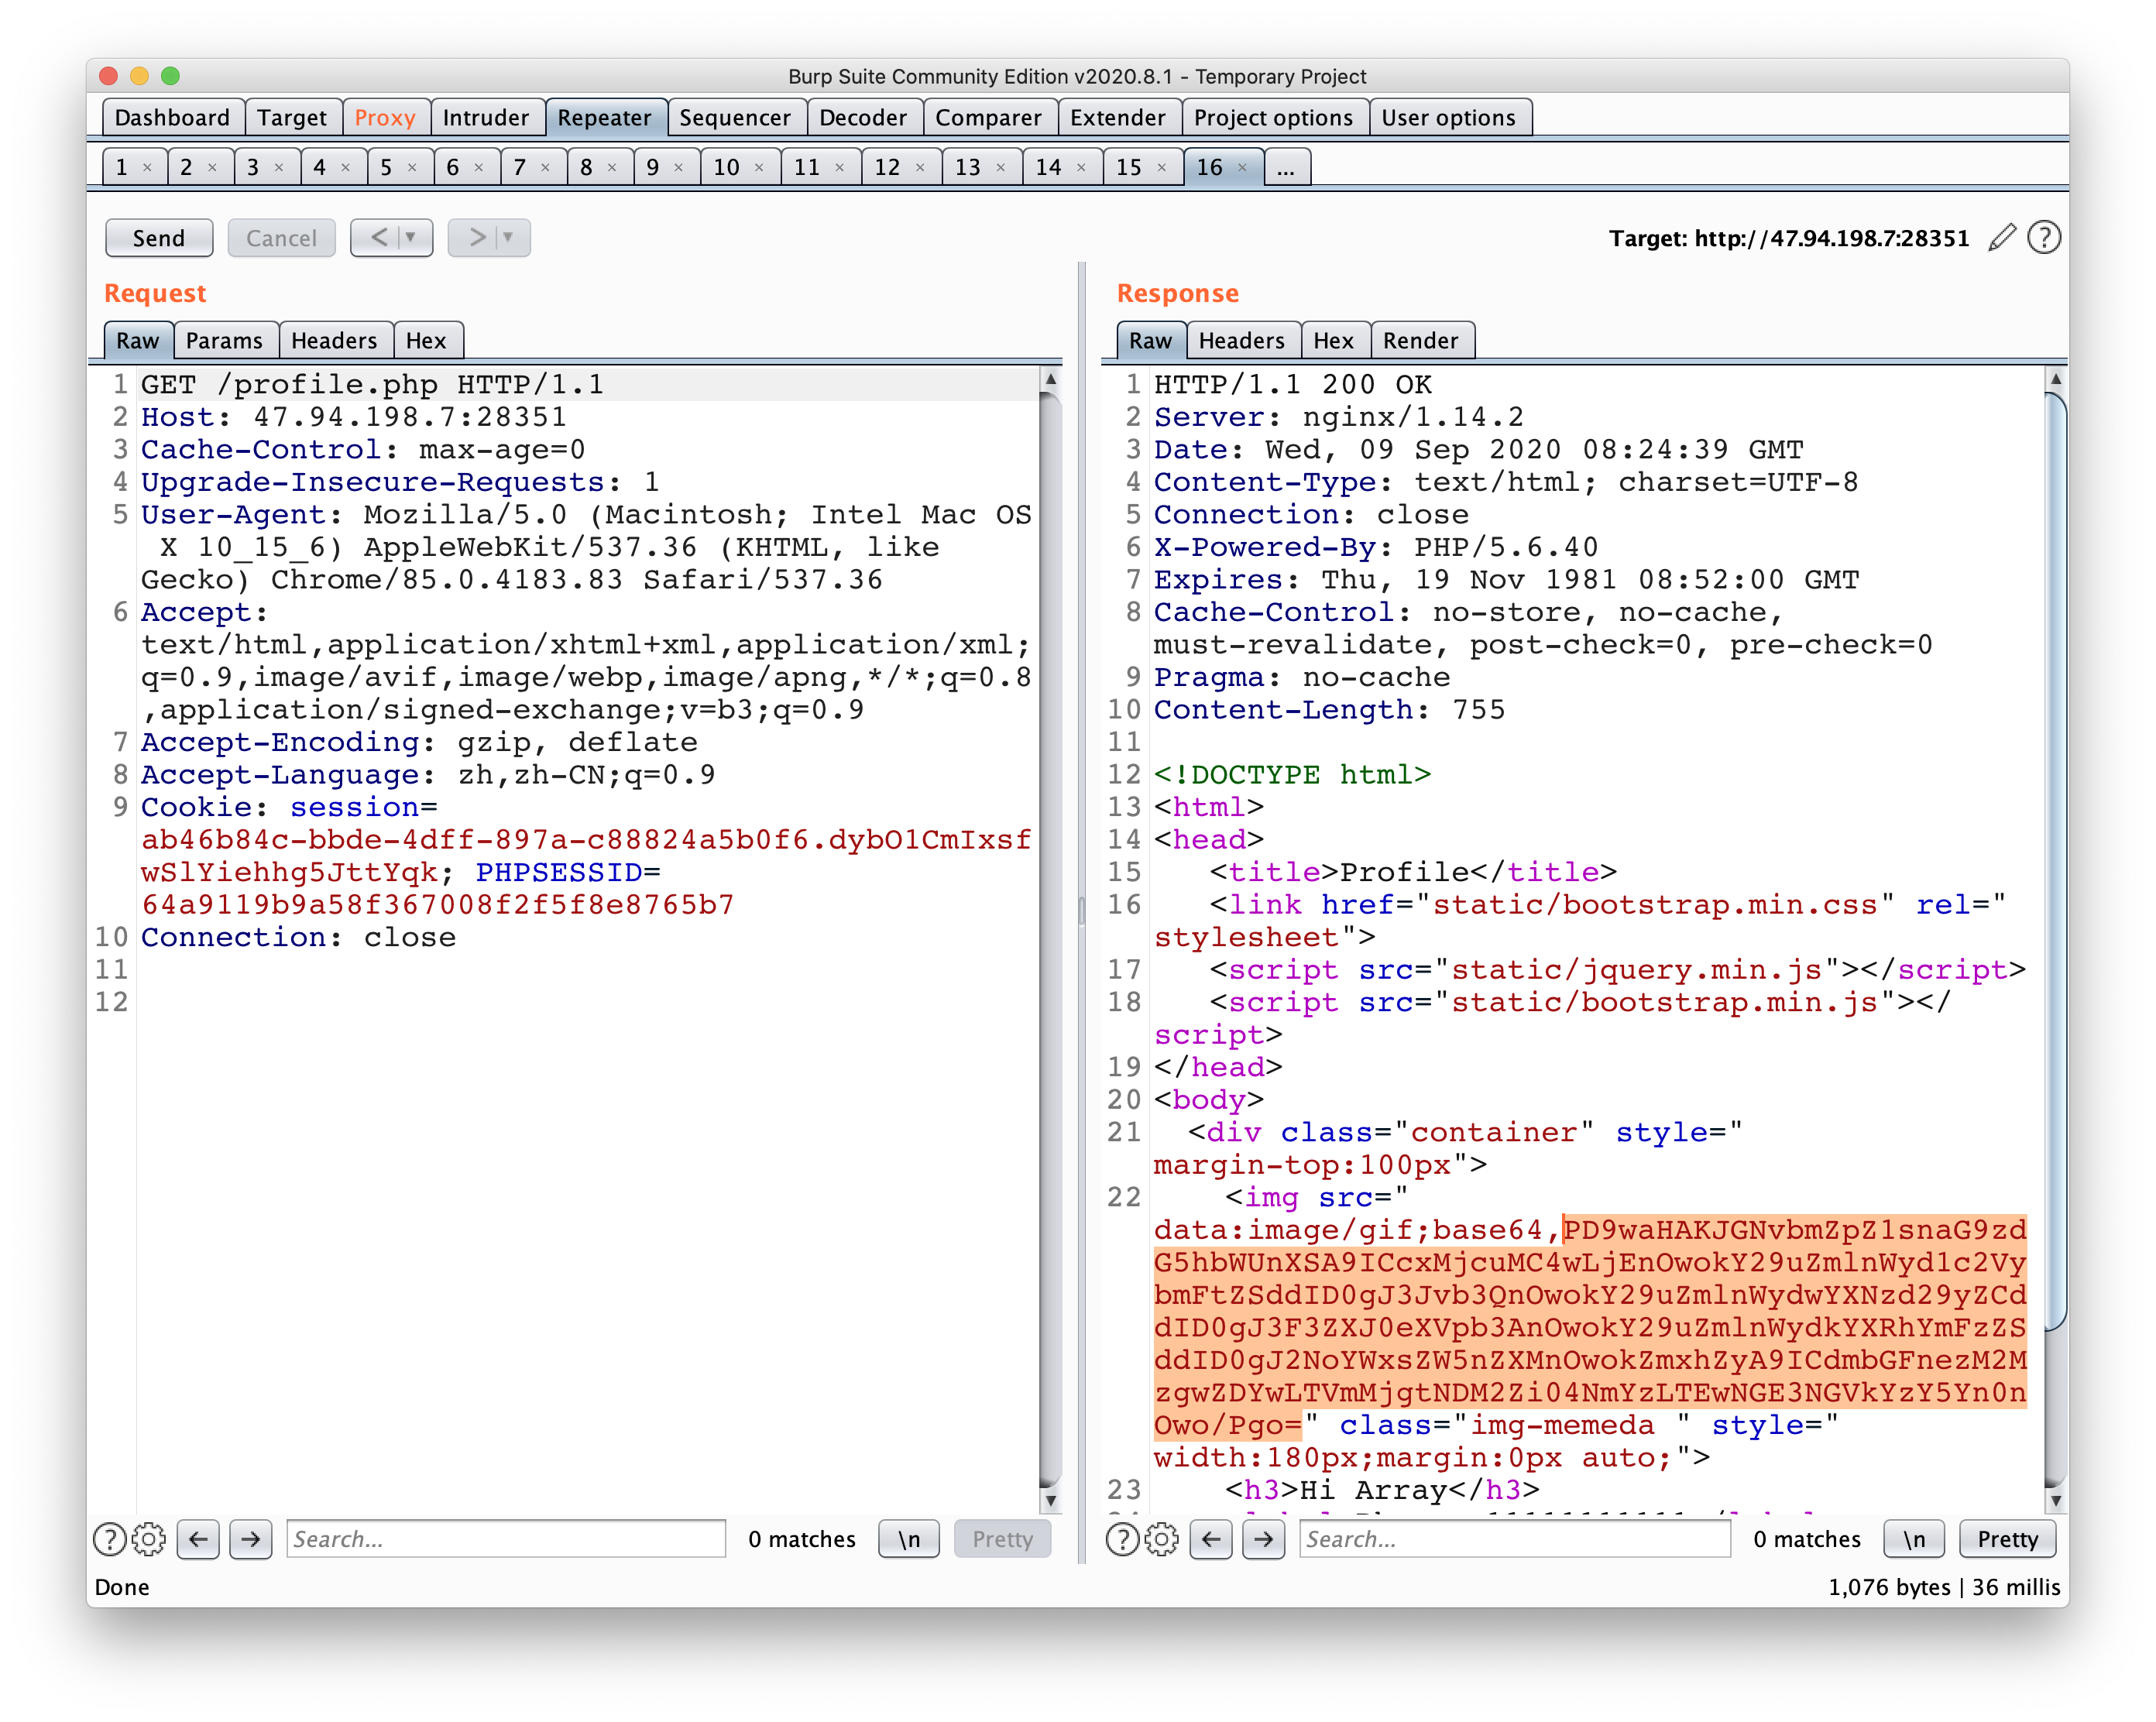 Burp Suite Community Edition v2020.8.1 - Temporary Project
Dashboard Target Proxy Intruder Repeater Sequencer Decoder Comparer Extender Project options User options
1 × 2 × 3 × 4 × 5 × 6 × 7 × 8 × 9 × 10 × 11 × 12 × 13 × 14 × 15 × 16 × ...
Send Cancel < > Target: http://47.94.198.7:28351
Request
Raw Params Headers Hex
1 GET /profile.php HTTP/1.1
2 Host: 47.94.198.7:28351
3 Cache-Control: max-age=0
4 Upgrade-Insecure-Requests: 1
5 User-Agent: Mozilla/5.0 (Macintosh; Intel Mac OS
X 10_15_6) AppleWebKit/537.36 (KHTML, like
Gecko) Chrome/85.0.4183.83 Safari/537.36
6 Accept:
text/html,application/xhtml+xml,application/xml;
q=0.9,image/avif,image/webp,image/apng,*/*;q=0.8
,application/signed-exchange;v=b3;q=0.9
7 Accept-Encoding: gzip, deflate
8 Accept-Language: zh,zh-CN;q=0.9
9 Cookie: session=
ab46b84c-bbde-4dff-897a-c88824a5b0f6.dybO1CmIxsf
wSlYiehhg5JttYqk; PHPSESSID=
64a9119b9a58f367008f2f5f8e8765b7
10 Connection: close
11
12
Search... 0 matches \n Pretty
Response
Raw Headers Hex Render
1 HTTP/1.1 200 OK
2 Server: nginx/1.14.2
3 Date: Wed, 09 Sep 2020 08:24:39 GMT
4 Content-Type: text/html; charset=UTF-8
5 Connection: close
6 X-Powered-By: PHP/5.6.40
7 Expires: Thu, 19 Nov 1981 08:52:00 GMT
8 Cache-Control: no-store, no-cache,
must-revalidate, post-check=0, pre-check=0
9 Pragma: no-cache
10 Content-Length: 755
11
12 <!DOCTYPE html>
13 <html>
14 <head>
15 <title>Profile</title>
16 <link href="static/bootstrap.min.css" rel="
stylesheet">
17 <script src="static/jquery.min.js"></script>
18 <script src="static/bootstrap.min.js"></
script>
19 </head>
20 <body>
21 <div class="container" style="
margin-top:100px">
22 <img src="
data:image/gif;base64,PD9waHAKJGNvbmZpZ1snaG9zd
G5hbWUnXSA9ICcxMjcuMC4wLjEnOwokY29uZmlnWyd1c2Vy
bmFtZSddID0gJ3Jvb3QnOwokY29uZmlnWydwYXNzd29yZCd
dID0gJ3F3ZXJ0eXVpb3AnOwokY29uZmlnWydkYXRhYmFzZS
ddID0gJ2NoYWxsZW5nZXMnOwokZmxhZyA9ICdmbGFnezM2M
zgwZDYwLTVmMjgtNDM2Zi04NmYzLTEwNGE3NGVkYzY5Yn0n
Owo/Pgo=" class="img-memeda " style="
width:180px;margin:0px auto;">
23 <h3>Hi Array</h3>
Search... 0 matches \n Pretty
Done 1,076 bytes | 36 millis